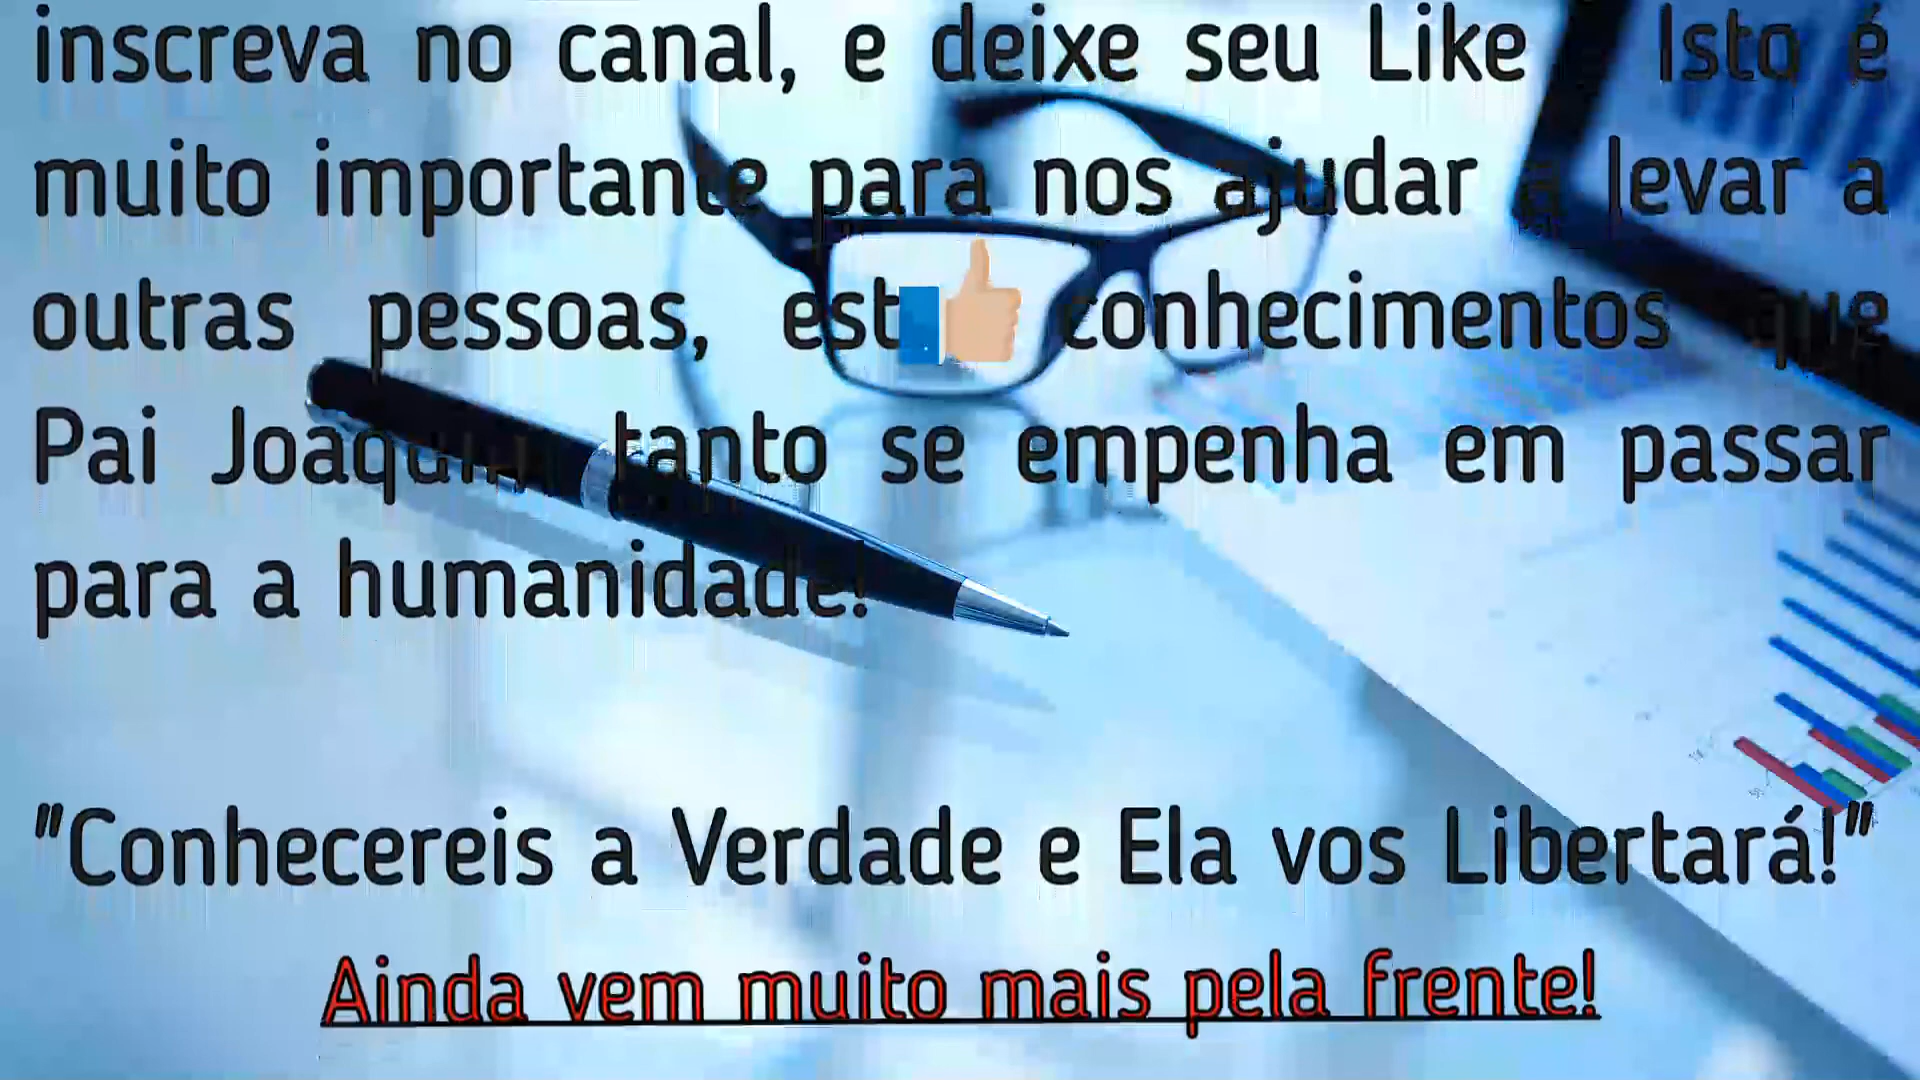 inscreva no canal, e deixe seu Like Isto é
muito importante para nos ajudar a levar a
outras pessoas, est conhecimentos que
Pai Joaquim tanto se empenha em passar
para a humanidade!
"Conhecereis a Verdade e Ela vos Libertará!"
Ainda vem muito mais pela frente!